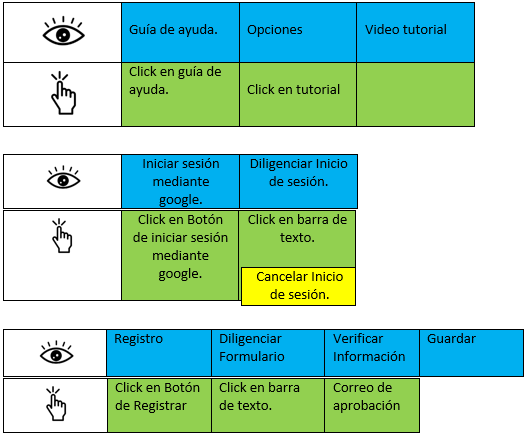 Guía de ayuda.
Opciones
Video tutorial
Click en guía de
ayuda.
Click en tutorial
Iniciar sesión
mediante
google.
Diligenciar Inicio
de sesión.
Click en Botón
de iniciar sesión
mediante
google.
Click en barra de
texto.
Cancelar Inicio
de sesión.
Registro
Diligenciar
Formulario
Verificar
Información
Guardar
Click en Botón
de Registrar
Click en barra
de texto.
Correo de
aprobación